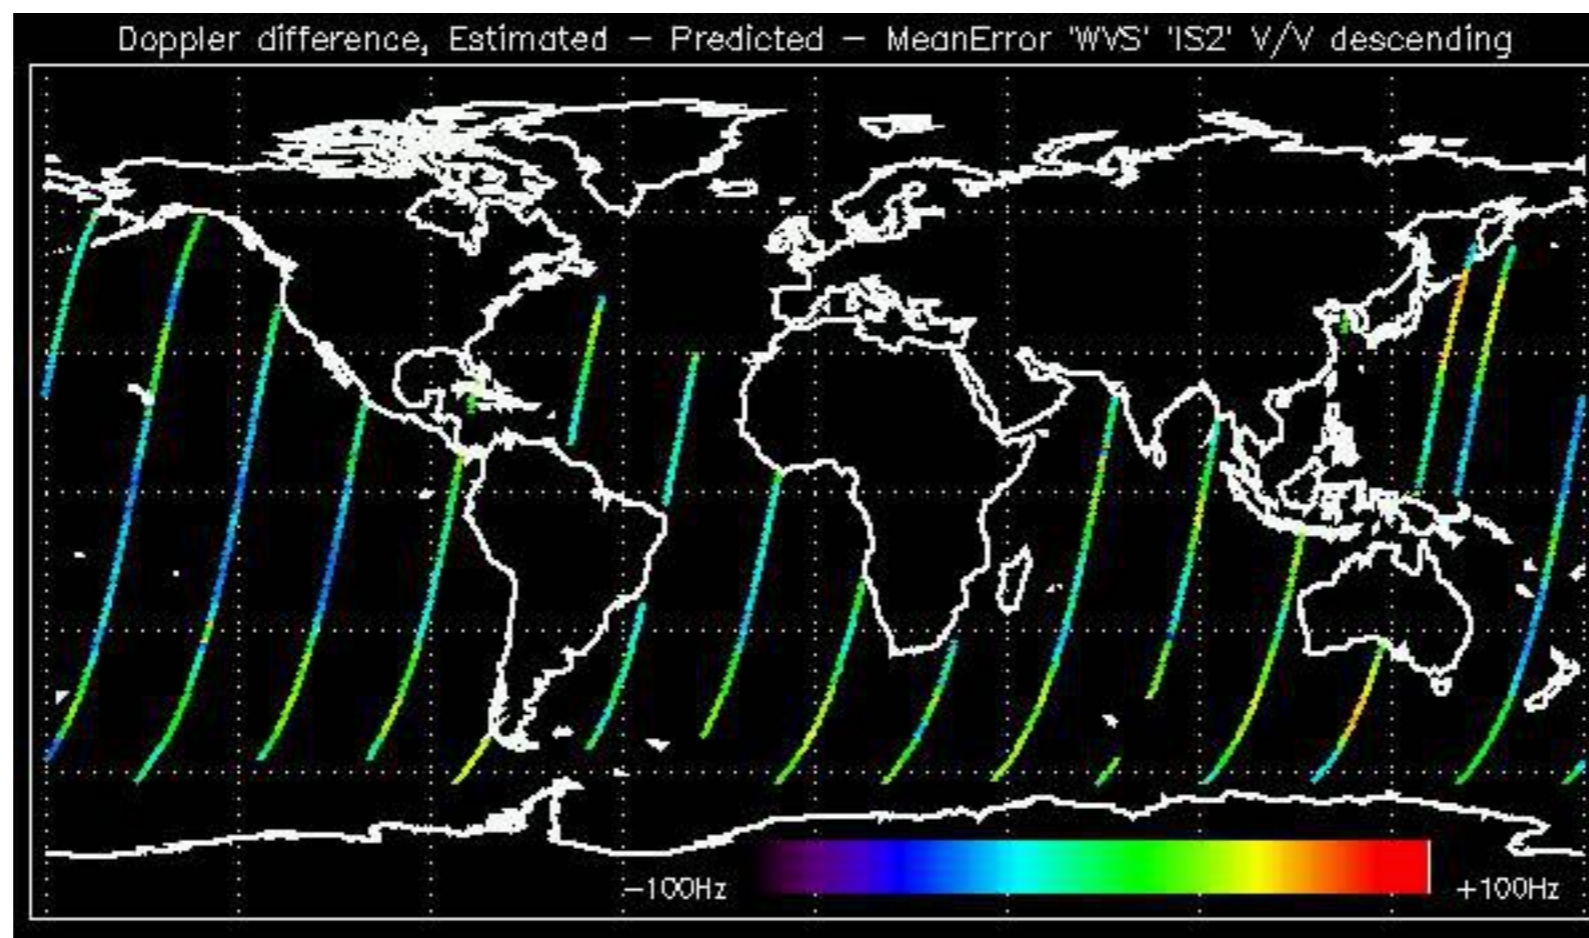 Doppler difference, Estimated – Predicted – MeanError 'WVS' 'IS2' V/V descending
–100Hz +100Hz